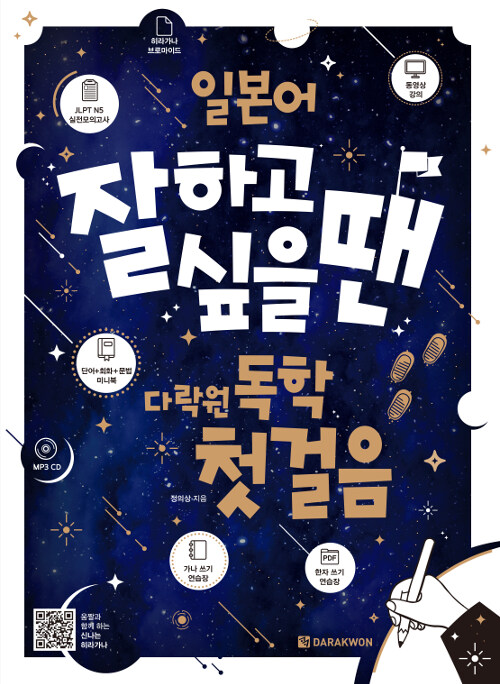 히라가나
브로마이드
JLPT N5
실전모의고사
동영상
강의
일본어
잘하고
싶을 땐
단어+회화+문법
미니북
다락원 독학
첫걸음
MP3 CD
정의상·지음
가나 쓰기
연습장
PDF
한자 쓰기
연습장
움짤과
함께 하는
신나는
히라가나
DARAKWON